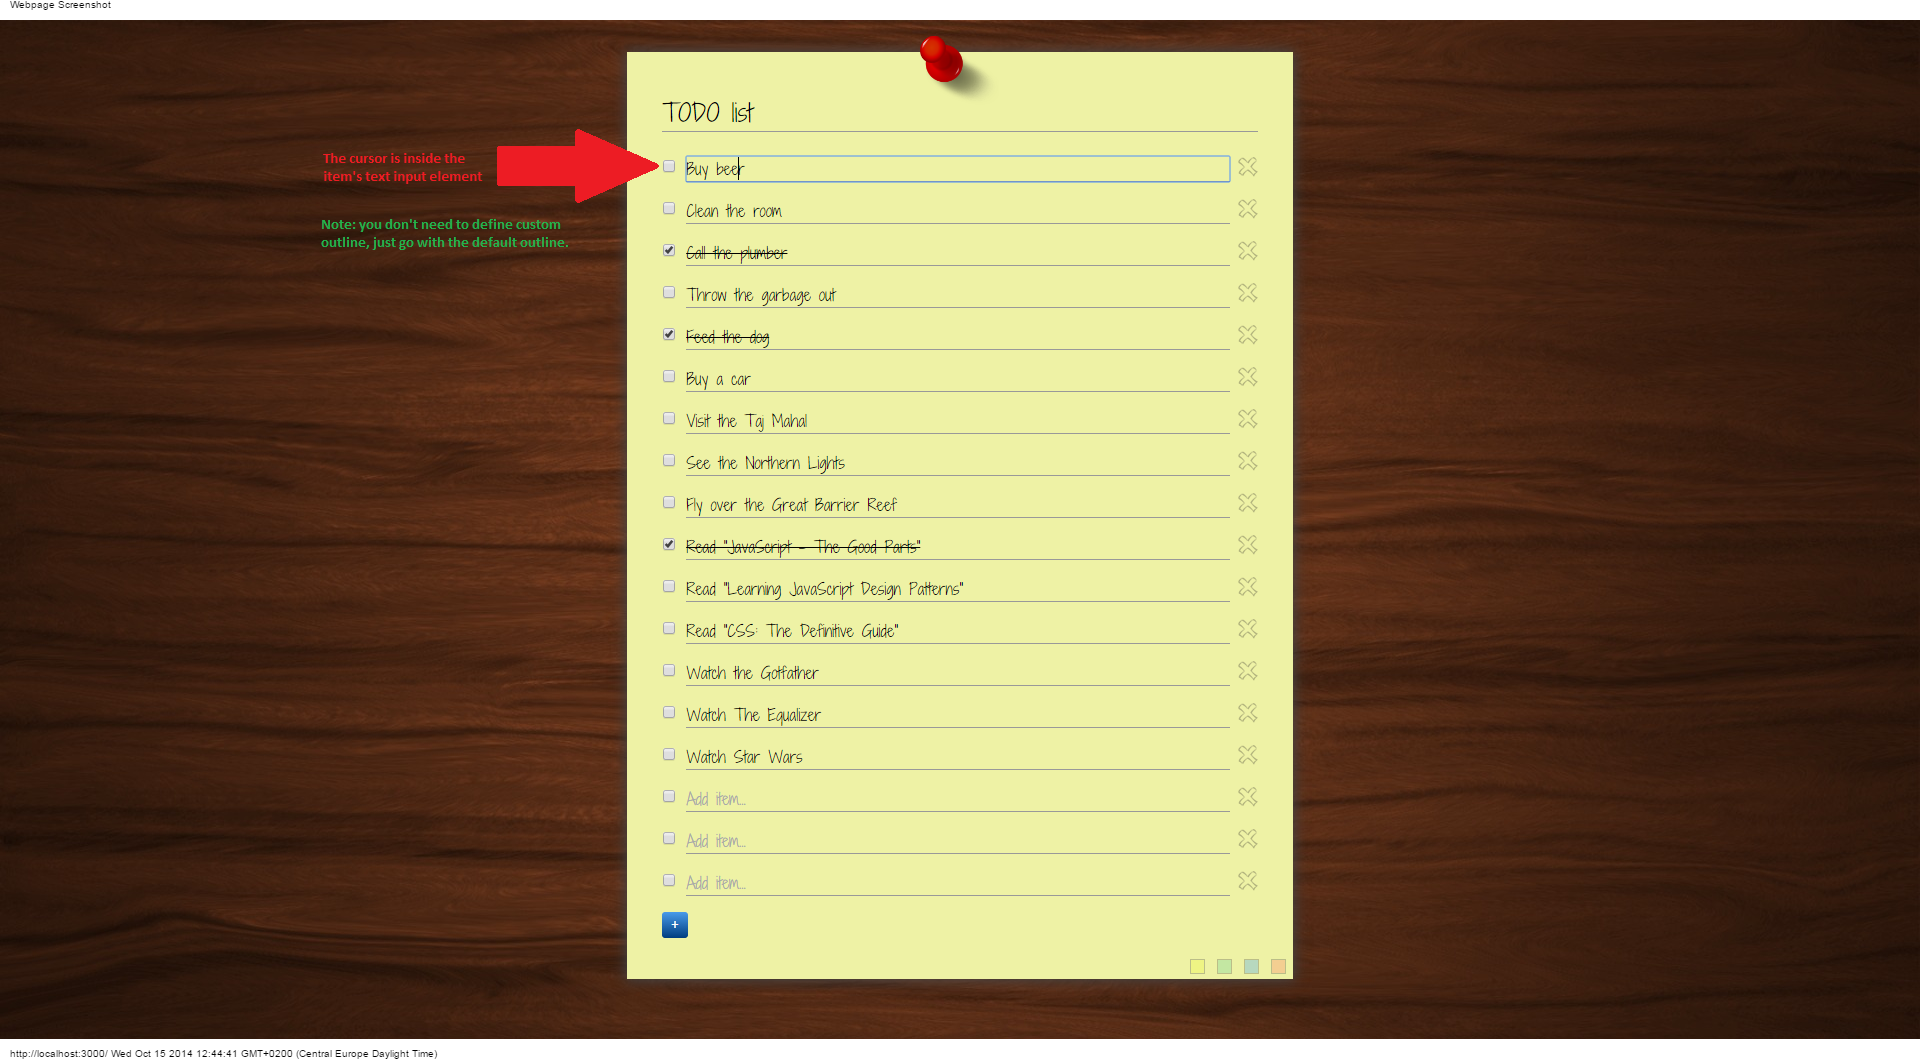 Webpage Screenshot
TODO list
The cursor is inside the
item's text input element
Note: you don't need to define custom
outline, just go with the default outline.
Buy beer
Clean the room
Call the plumber
Throw the garbage out
Feed the dog
Buy a car
Visit the Taj Mahal
See the Northern Lights
Fly over the Great Barrier Reef
Read "JavaScript - The Good Parts"
Read "Learning JavaScript Design Patterns"
Read "CSS: The Definitive Guide"
Watch the Gotfather
Watch The Equalizer
Watch Star Wars
Add item...
Add item...
Add item...
+
http://localhost:3000/ Wed Oct 15 2014 12:44:41 GMT+0200 (Central Europe Daylight Time)